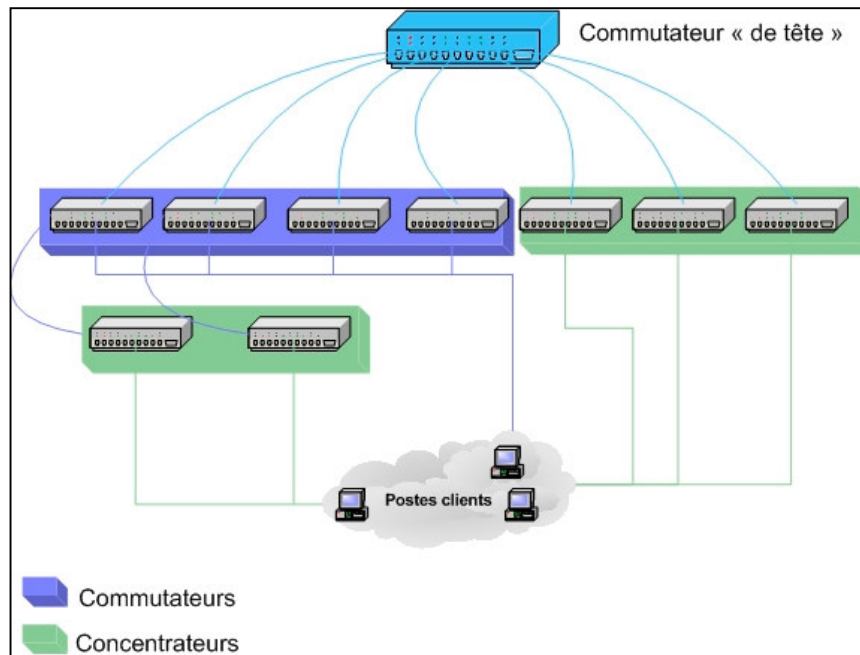 Commutateur « de tête »
Postes clients
Commutateurs
Concentrateurs